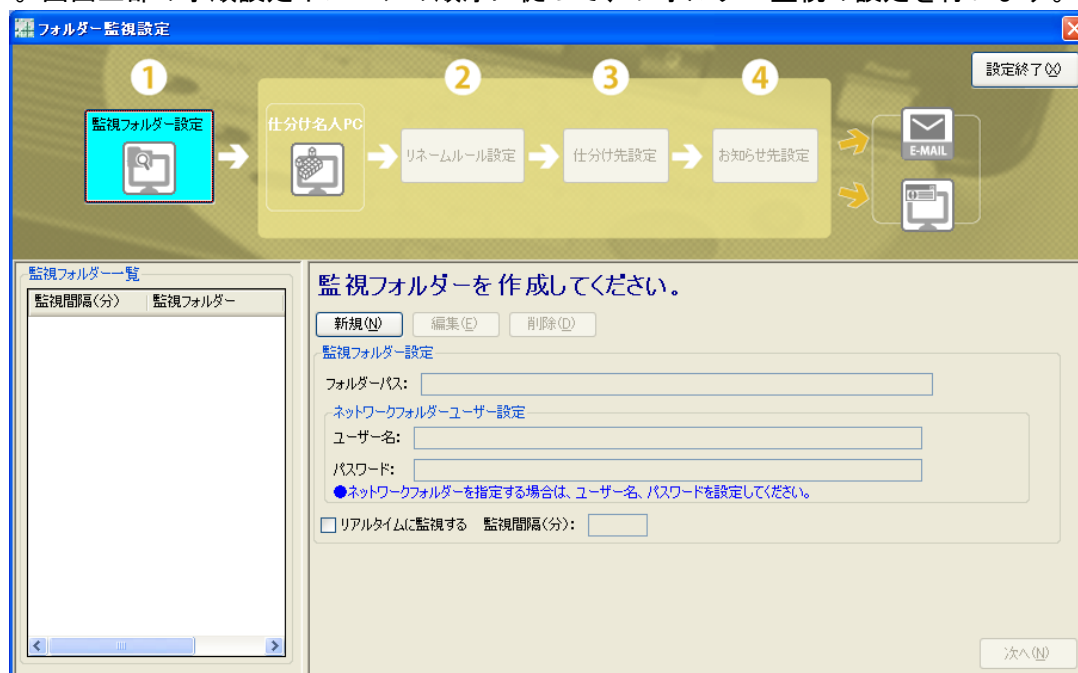 フォルダー監視設定
設定終了(X)
1
2
3
4
監視フォルダー設定
仕分け名人PC
リネームルール設定
仕分け先設定
お知らせ先設定
E-MAIL
監視フォルダー一覧
監視間隔(分) 監視フォルダー
監視フォルダーを作成してください。
新規(N) 編集(E) 削除(D)
監視フォルダー設定
フォルダーパス:
ネットワークフォルダーユーザー設定
ユーザー名:
パスワード:
●ネットワークフォルダーを指定する場合は、ユーザー名、パスワードを設定してください。
リアルタイムに監視する 監視間隔(分):
次へ(N)